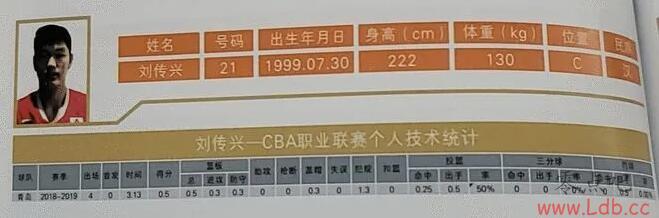 姓名 号码 出生年月日 身高（cm） 体重（kg） 位置 民族
刘传兴 21 1999.07.30 222 130 C 汉
刘传兴—CBA职业联赛个人技术统计
篮板 投篮 三分球 罚球
球队 赛季 出场 首发 时间 得分 总 进攻 防守 助攻 抢断 盖帽 失误 犯规 扣篮 命中 出手 率 命中 出手
青岛 2018-2019 4 0 3.13 0.5 0.5 0.3 0.3 0 0 0.3 0 1.3 0 0.25 0.5 50% 0 0
www.Ldb.cc